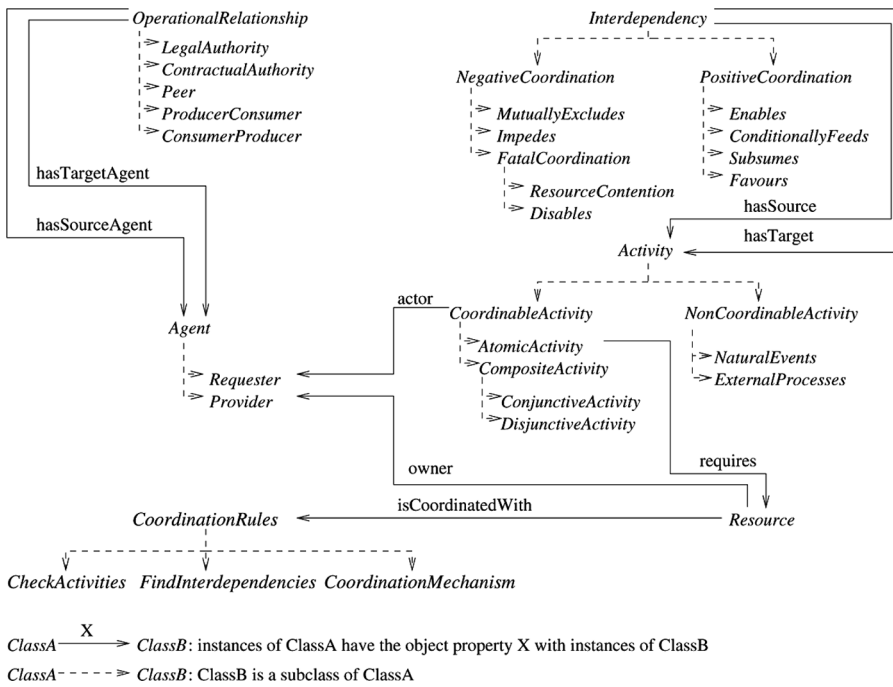 OperationalRelationship
LegalAuthority
ContractualAuthority
Peer
ProducerConsumer
ConsumerProducer
Interdependency
NegativeCoordination
MutuallyExcludes
Impedes
FatalCoordination
ResourceContention
Disables
PositiveCoordination
Enables
ConditionallyFeeds
Subsumes
Favours
hasTargetAgent
hasSourceAgent
hasSource
hasTarget
Activity
actor
CoordinableActivity
AtomicActivity
CompositeActivity
ConjunctiveActivity
DisjunctiveActivity
NonCoordinableActivity
NaturalEvents
ExternalProcesses
Agent
Requester
Provider
owner
requires
isCoordinatedWith
CoordinationRules
Resource
CheckActivities FindInterdependencies CoordinationMechanism
X
ClassA ClassB: instances of ClassA have the object property X with instances of ClassB
ClassA ClassB: ClassB is a subclass of ClassA